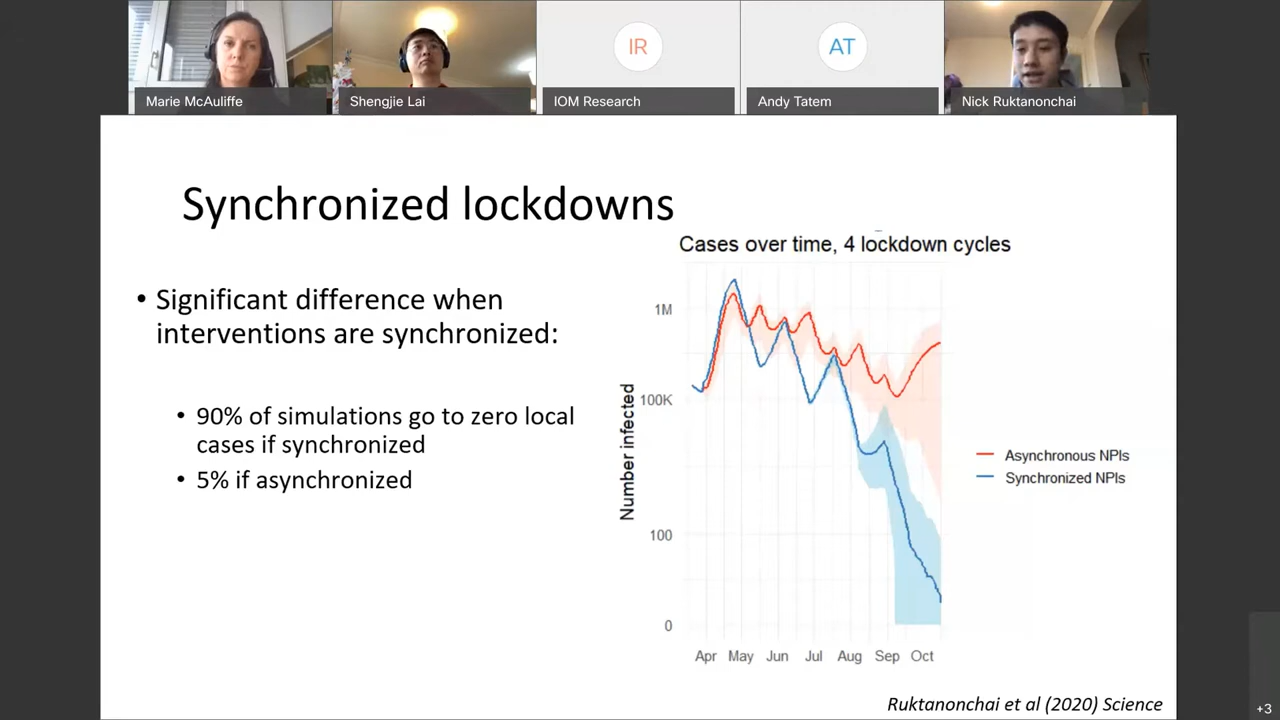 IR
AT
Marie McAuliffe
Shengjie Lai
IOM Research
Andy Tatem
Nick Ruktanonchai
Synchronized lockdowns
• Significant difference when
interventions are synchronized:
• 90% of simulations go to zero local
cases if synchronized
• 5% if asynchronized
Cases over time, 4 lockdown cycles
Number infected
1M
100K
100
0
Apr May Jun Jul Aug Sep Oct
Asynchronous NPIs
Synchronized NPIs
Ruktanonchai et al (2020) Science
+3